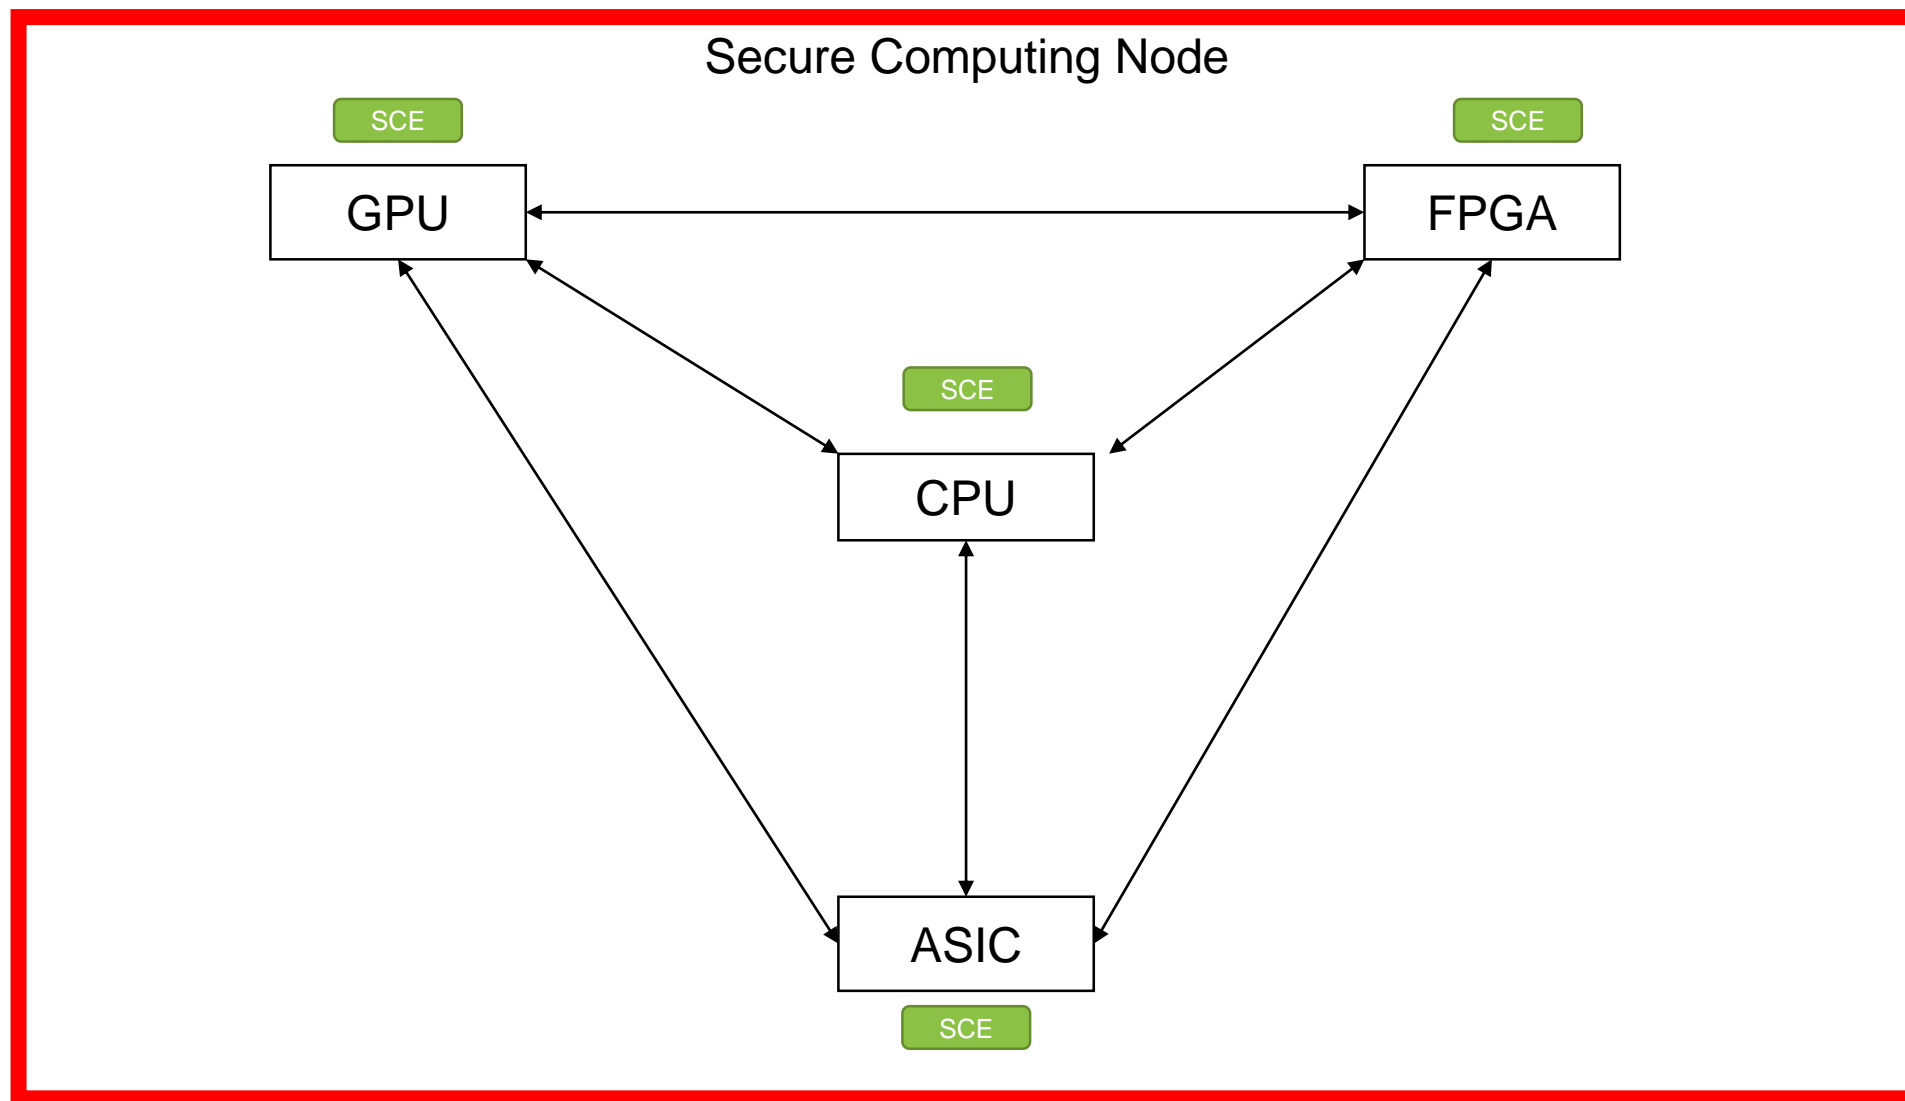 Secure Computing Node
SCE
SCE
GPU
FPGA
SCE
CPU
ASIC
SCE